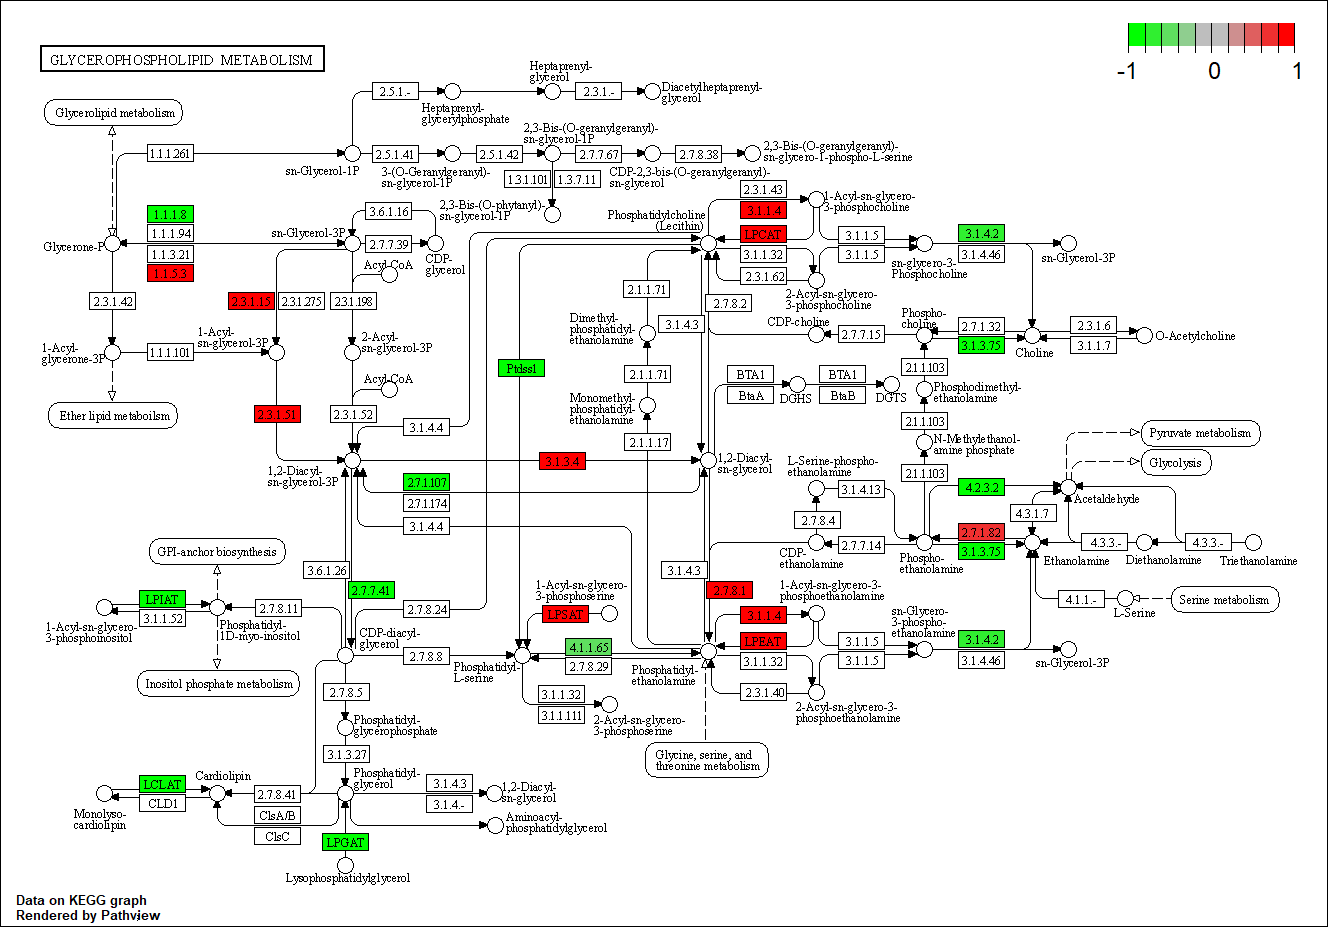 GLYCEROPHOSPHOLIPID METABOLISM
-1
0
1
Glycerolipid metabolism
2.5.1.-
Heptaprenyl-
glycerylphosphate
Heptaprenyl-
glycerol
2.3.1.-
Diacetylheptaprenyl-
glycerol
1.1.1.261
sn-Glycerol-1P
2.5.1.41
3-(O-Geranylgeranyl)-
sn-glycerol-1P
2.5.1.42
2,3-Bis-(O-geranylgeranyl)-
sn-glycerol-1P
2.7.7.67
CDP-2,3-bis-(O-geranylgeranyl)-
sn-glycerol
2.7.8.38
2,3-Bis-(O-geranylgeranyl)-
sn-glycero-1-phospho-L-serine
1.3.1.101
1.3.7.11
2,3-Bis-(O-phytanyl)-
sn-glycerol-1P
1.1.1.8
1.1.1.94
1.1.3.21
1.1.5.3
Glycerone-P
sn-Glycerol-3P
3.6.1.16
2.7.7.39
CDP-
glycerol
2.3.1.42
2.3.1.15
2.3.1.275
2.3.1.198
Acyl-CoA
1-Acyl-
glycerone-3P
1.1.1.101
1-Acyl-
sn-glycerol-3P
2-Acyl-
sn-glycerol-3P
Acyl-CoA
Ether lipid metaboilsm
2.3.1.51
2.3.1.52
3.1.4.4
1,2-Diacyl-
sn-glycerol-3P
3.1.3.4
1,2-Diacyl-
sn-glycerol
2.7.1.107
2.7.1.174
3.1.4.4
Ptdss1
Phosphatidylcholine
(Lecithin)
2.1.1.71
Dimethyl-
phosphatidyl-
ethanolamine
2.1.1.71
Monomethyl-
phosphatidyl-
ethanolamine
2.1.1.17
3.1.4.3
2.7.8.2
2.3.1.43
3.1.1.4
LPCAT
3.1.1.32
2.3.1.62
1-Acyl-sn-glycero-
3-phosphocholine
2-Acyl-sn-glycero-
3-phosphocholine
3.1.1.5
3.1.1.5
sn-glycero-3-
Phosphocholine
3.1.4.2
3.1.4.46
sn-Glycerol-3P
CDP-choline
2.7.7.15
Phospho-
choline
2.7.1.32
3.1.3.75
Choline
2.3.1.6
3.1.1.7
O-Acetylcholine
BTA1
BtaA
DGHS
BTA1
BtaB
DGTS
2.1.1.103
Phosphodimethyl-
ethanolamine
2.1.1.103
N-Methylethanol-
amine phosphate
2.1.1.103
L-Serine-phospho-
ethanolamine
3.1.4.13
2.7.8.4
CDP-
ethanolamine
2.7.7.14
Phospho-
ethanolamine
4.2.3.2
2.7.1.82
3.1.3.75
Pyruvate metabolism
Glycolysis
Acetaldehyde
4.3.1.7
Ethanolamine
4.3.3.-
Diethanolamine
4.3.3.-
Triethanolamine
4.1.1.-
L-Serine
Serine metabolism
GPI-anchor biosynthesis
3.6.1.26
2.7.7.41
3.1.4.3
2.7.8.1
LPIAT
3.1.1.52
1-Acyl-sn-glycero-
3-phosphoinositol
2.7.8.11
Phosphatidyl-
1D-myo-inositol
Inositol phosphate metabolism
2.7.8.24
CDP-diacyl-
glycerol
2.7.8.8
Phosphatidyl-
L-serine
1-Acyl-sn-glycero-
3-phosphoserine
LPSAT
4.1.1.65
2.7.8.29
Phosphatidyl-
ethanolamine
3.1.1.32
3.1.1.111
2-Acyl-sn-glycero-
3-phosphoserine
1-Acyl-sn-glycero-3-
phosphoethanolamine
3.1.1.4
LPEAT
3.1.1.32
2.3.1.40
2-Acyl-sn-glycero-3-
phosphoethanolamine
3.1.1.5
3.1.1.5
sn-Glycero-
3-phospho-
ethanolamine
3.1.4.2
3.1.4.46
sn-Glycerol-3P
Glycine, serine, and
threonine metabolism
2.7.8.5
Phosphatidyl-
glycerophosphate
3.1.3.27
Phosphatidyl-
glycerol
LCLAT
CLD1
Monolyso-
cardiolipin
Cardiolipin
2.7.8.41
ClsA/B
ClsC
3.1.4.3
3.1.4.-
1,2-Diacyl-
sn-glycerol
Aminoacyl-
phosphatidylglycerol
LPGAT
Lysophosphatidylglycerol
Data on KEGG graph
Rendered by Pathview